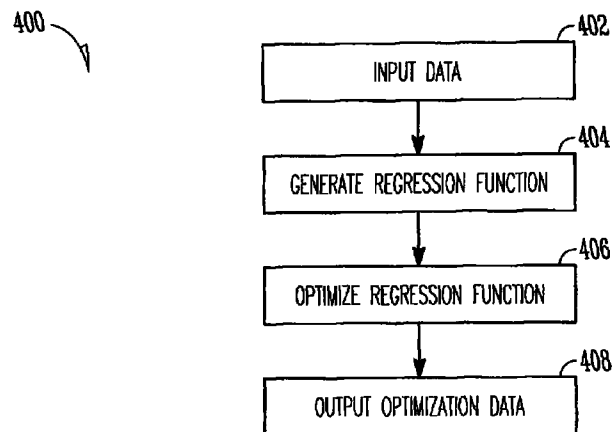 400
402
INPUT DATA
404
GENERATE REGRESSION FUNCTION
406
OPTIMIZE REGRESSION FUNCTION
408
OUTPUT OPTIMIZATION DATA